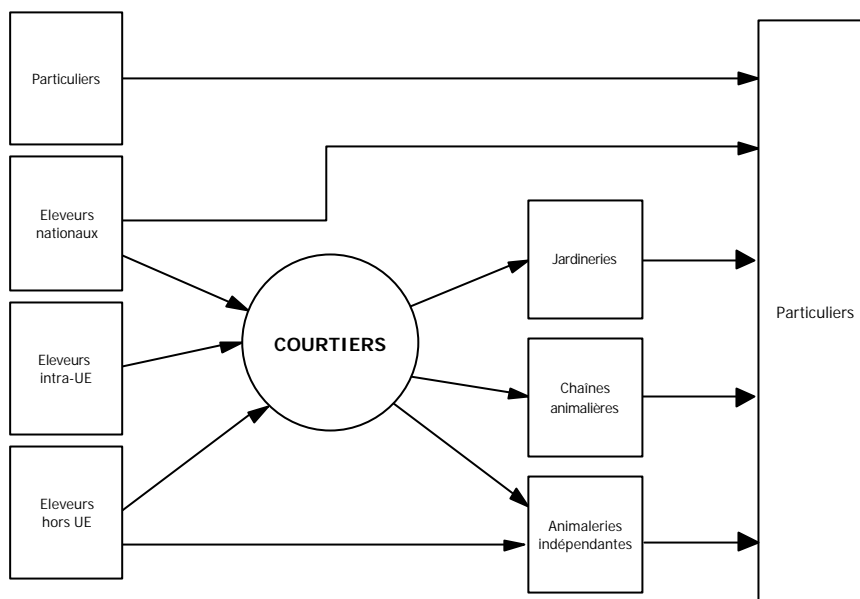 Particuliers
Eleveurs
nationaux
Eleveurs
intra-UE
Eleveurs
hors UE
COURTIERS
Jardineries
Chaînes
animalières
Animaleries
indépendantes
Particuliers